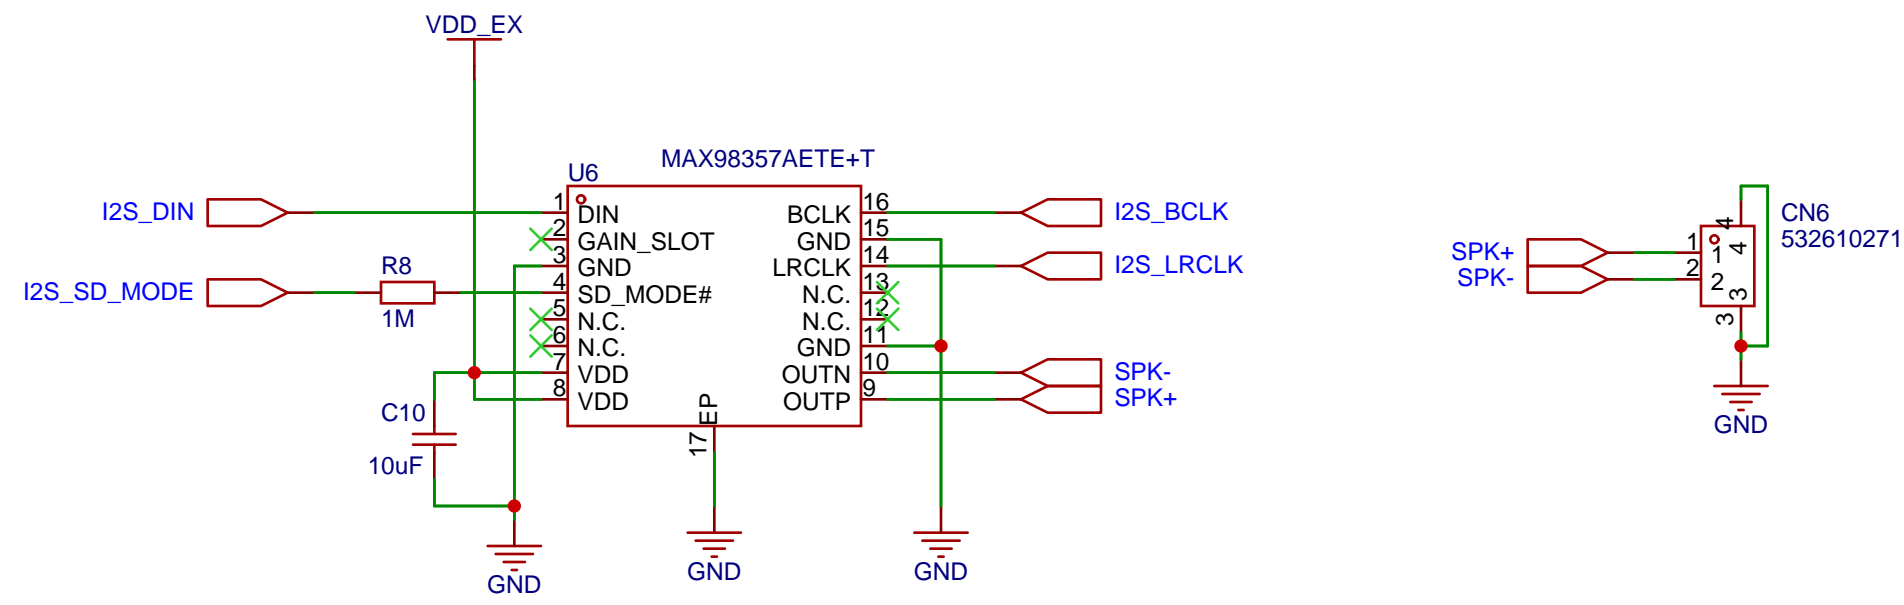 VDD_EX
MAX98357AETE+T
U6
I2S_DIN
1 DIN
2 GAIN_SLOT
3 GND
R8
I2S_SD_MODE
4 SD_MODE#
1M
5 N.C.
6 N.C.
7 VDD
8 VDD
C10
10uF
17 EP
GND
GND
GND
BCLK 16
I2S_BCLK
GND 15
LRCLK 14
I2S_LRCLK
N.C. 13
N.C. 12
GND 11
OUTN 10
SPK-
OUTP 9
SPK+
CN6
532610271
SPK+
1 1
SPK-
2 2
4 4
3 3
GND